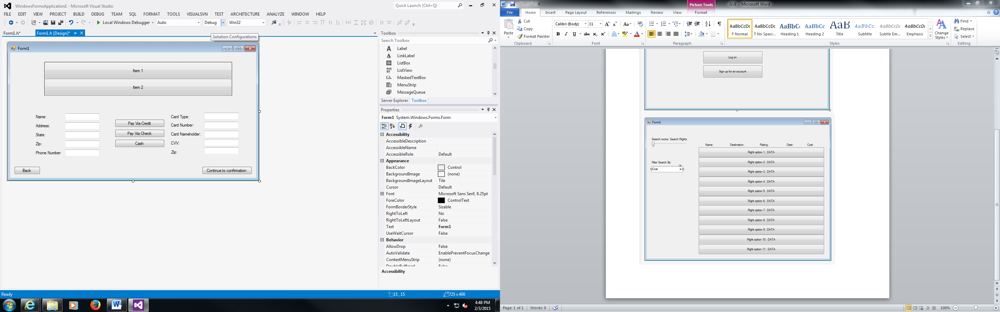 WindowsFormsApplication1 - Microsoft Visual Studio
Quick Launch (Ctrl+Q)
FILE EDIT VIEW PROJECT BUILD DEBUG TEAM SQL FORMAT TOOLS VISUALSVN TEST ARCHITECTURE ANALYZE WINDOW HELP
Local Windows Debugger Auto Debug Win32
Form1.h* Form1.h [Design]*
Solution Configurations
Form1
Item 1
Item 2
Name:
Address:
State:
Zip:
Phone Number:
Pay Via Credit
Pay Via Check
Cash
Card Type:
Card Number:
Card Nameholder:
CVV:
Zip:
Back
Continue to confirmation
Toolbox
Search Toolbox
Label
LinkLabel
ListBox
ListView
MaskedTextBox
MenuStrip
MessageQueue
Server Explorer Toolbox
Properties
Form1 System.Windows.Forms.Form
Accessibility
AccessibleDescription
AccessibleName
AccessibleRole Default
Appearance
BackColor Control
BackgroundImage (none)
BackgroundImageLayout Tile
Cursor Default
Font Microsoft Sans Serif, 8.25pt
ForeColor ControlText
FormBorderStyle Sizable
RightToLeft No
RightToLeftLayout False
Text Form1
UseWaitCursor False
Behavior
AllowDrop False
AutoValidate EnablePreventFocusChange
ContextMenuStrip (none)
DoubleBuffered False
Accessibility
Ready 15 , 15 725 x 400
4:48 PM
2/3/2015
GUI - Microsoft Word
Picture Tools
File Home Insert Page Layout References Mailings Review View Format
Paste
Cut
Copy
Format Painter
Clipboard
Calibri (Body) 11
Font
Paragraph
AaBbCcDc AaBbCcDc AaBbCc AaBbCc AaB AaBbCc. AaBbCcDc AaBbCcDc
¶ Normal ¶ No Spaci... Heading 1 Heading 2 Title Subtitle Subtle Em... Emphasis
Change Styles
Styles
Find
Replace
Select
Editing
Log on
Sign up for an account
Form1
Search rooms: Search Flights
Filter Search By:
Cost
Name: Destination: Rating: Date: Cost:
Flight option 1 : DATA
Flight option 2 : DATA
Flight option 3 : DATA
Flight option 4 : DATA
Flight option 5 : DATA
Flight option 6 : DATA
Flight option 7 : DATA
Flight option 8 : DATA
Flight option 9 : DATA
Flight option 10 : DATA
Flight option 11 : DATA
Page: 1 of 1 Words: 0 100%